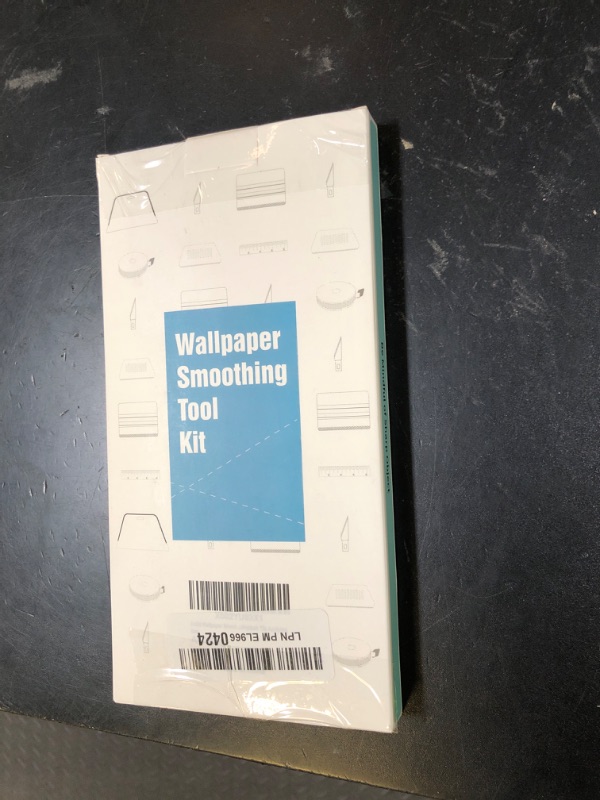 Wallpaper
Smoothing
Tool
Kit
LPN PM EL966 0424